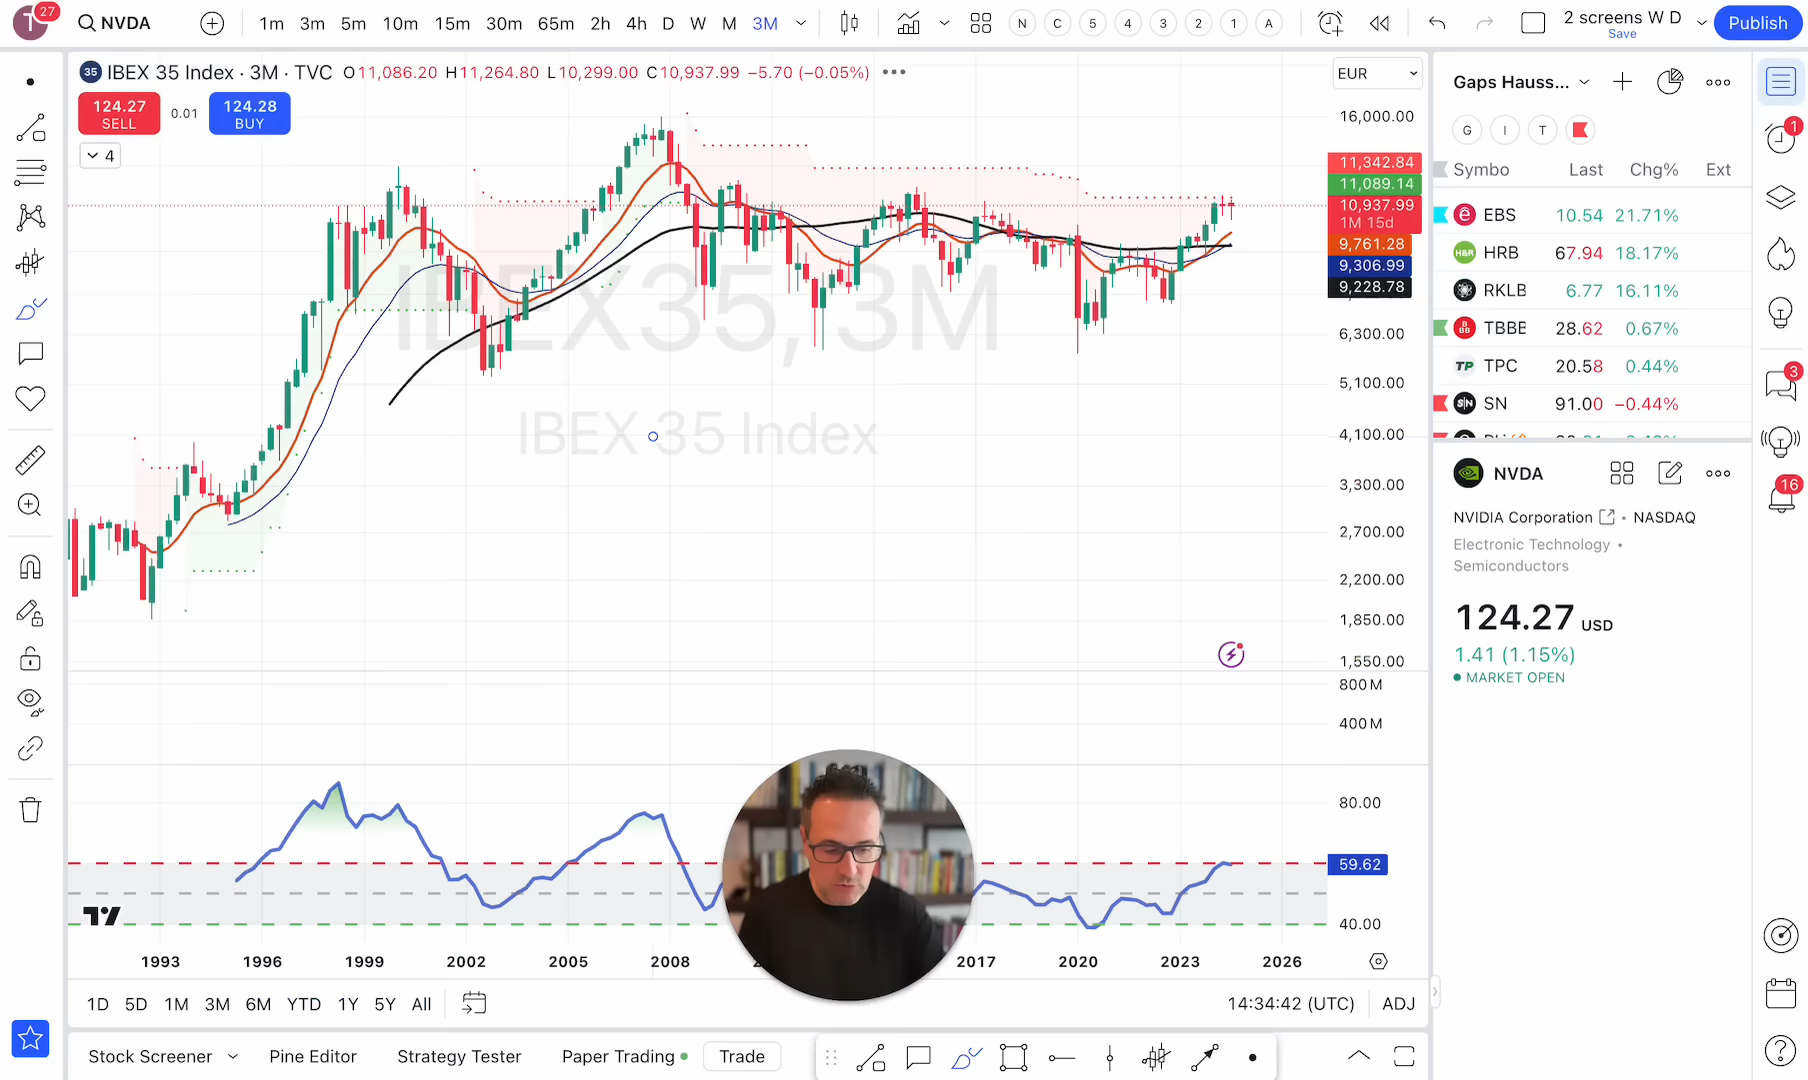 T 27 NVDA 1m 3m 5m 10m 15m 30m 65m 2h 4h D W M 3M N C 5 4 3 2 1 A 2 screens W D Save Publish
35 IBEX 35 Index · 3M · TVC O11,086.20 H11,264.80 L10,299.00 C10,937.99 −5.70 (−0.05%) EUR
124.27 SELL 0.01 124.28 BUY
4
16,000.00
11,342.84
11,089.14
10,937.99
1M 15d
9,761.28
9,306.99
9,228.78
6,300.00
5,100.00
4,100.00
3,300.00
2,700.00
2,200.00
1,850.00
1,550.00
IBEX35, 3M
IBEX 35 Index
800M
400M
80.00
59.62
40.00
1993 1996 1999 2002 2005 2008 2017 2020 2023 2026
1D 5D 1M 3M 6M YTD 1Y 5Y All 14:34:42 (UTC) ADJ
Stock Screener Pine Editor Strategy Tester Paper Trading Trade
Gaps Hauss...
G I T
Symbo Last Chg% Ext
EBS 10.54 21.71%
H&R HRB 67.94 18.17%
RKLB 6.77 16.11%
TBBB 28.62 0.67%
TP TPC 20.58 0.44%
S|N SN 91.00 −0.44%
NVDA
NVIDIA Corporation · NASDAQ
Electronic Technology •
Semiconductors
124.27 USD
1.41 (1.15%)
MARKET OPEN
1
3
16